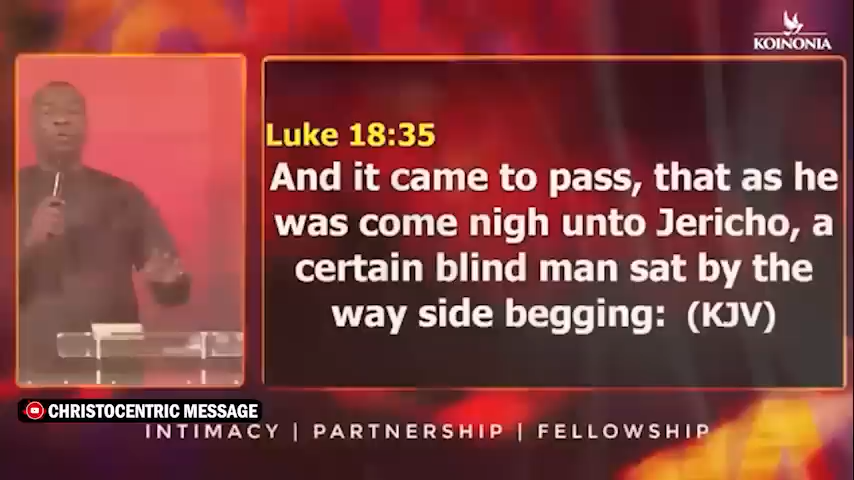 KOINONIA
Luke 18:35
And it came to pass, that as he
was come nigh unto Jericho, a
certain blind man sat by the
way side begging: (KJV)
CHRISTOCENTRIC MESSAGE
INTIMACY | PARTNERSHIP | FELLOWSHIP